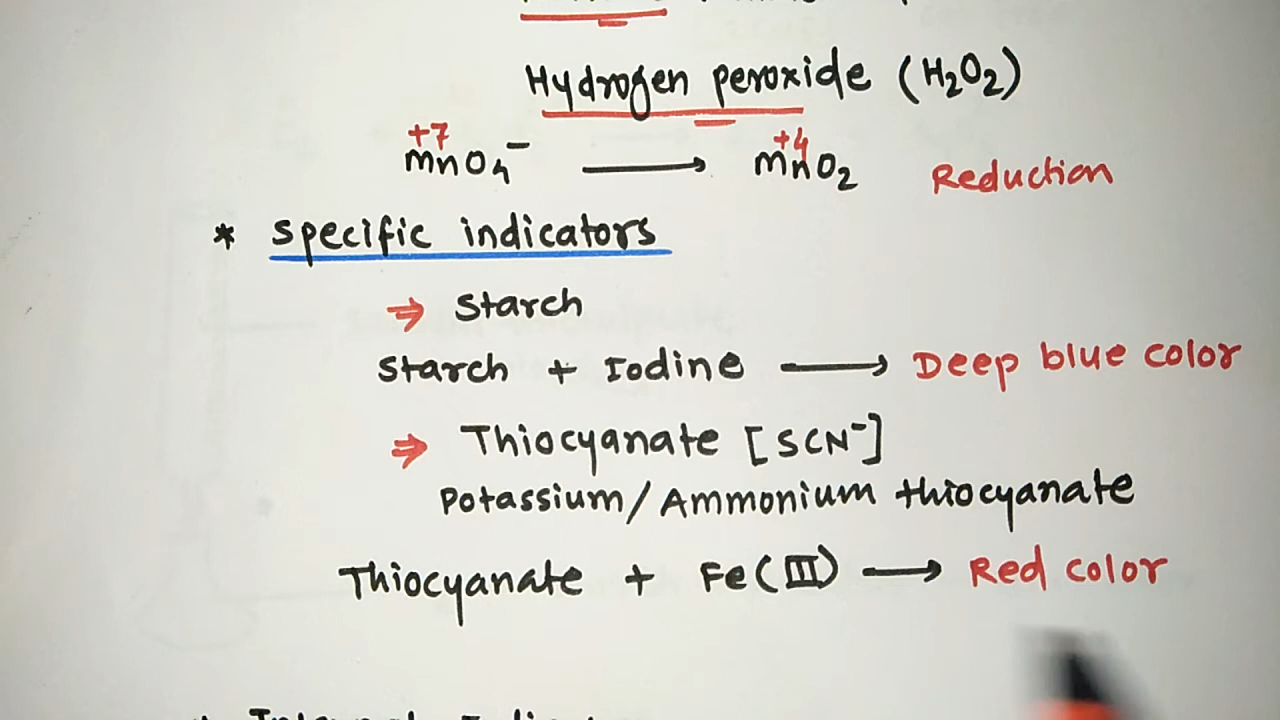 Hydrogen peroxide (H₂O₂)
+7 +4
MnO₄⁻ ⟶ MnO₂ Reduction
* Specific indicators
⇒ Starch
Starch + Iodine ⟶ Deep blue color
⇒ Thiocyanate [SCN⁻]
Potassium/Ammonium thiocyanate
Thiocyanate + Fe(III) ⟶ Red color